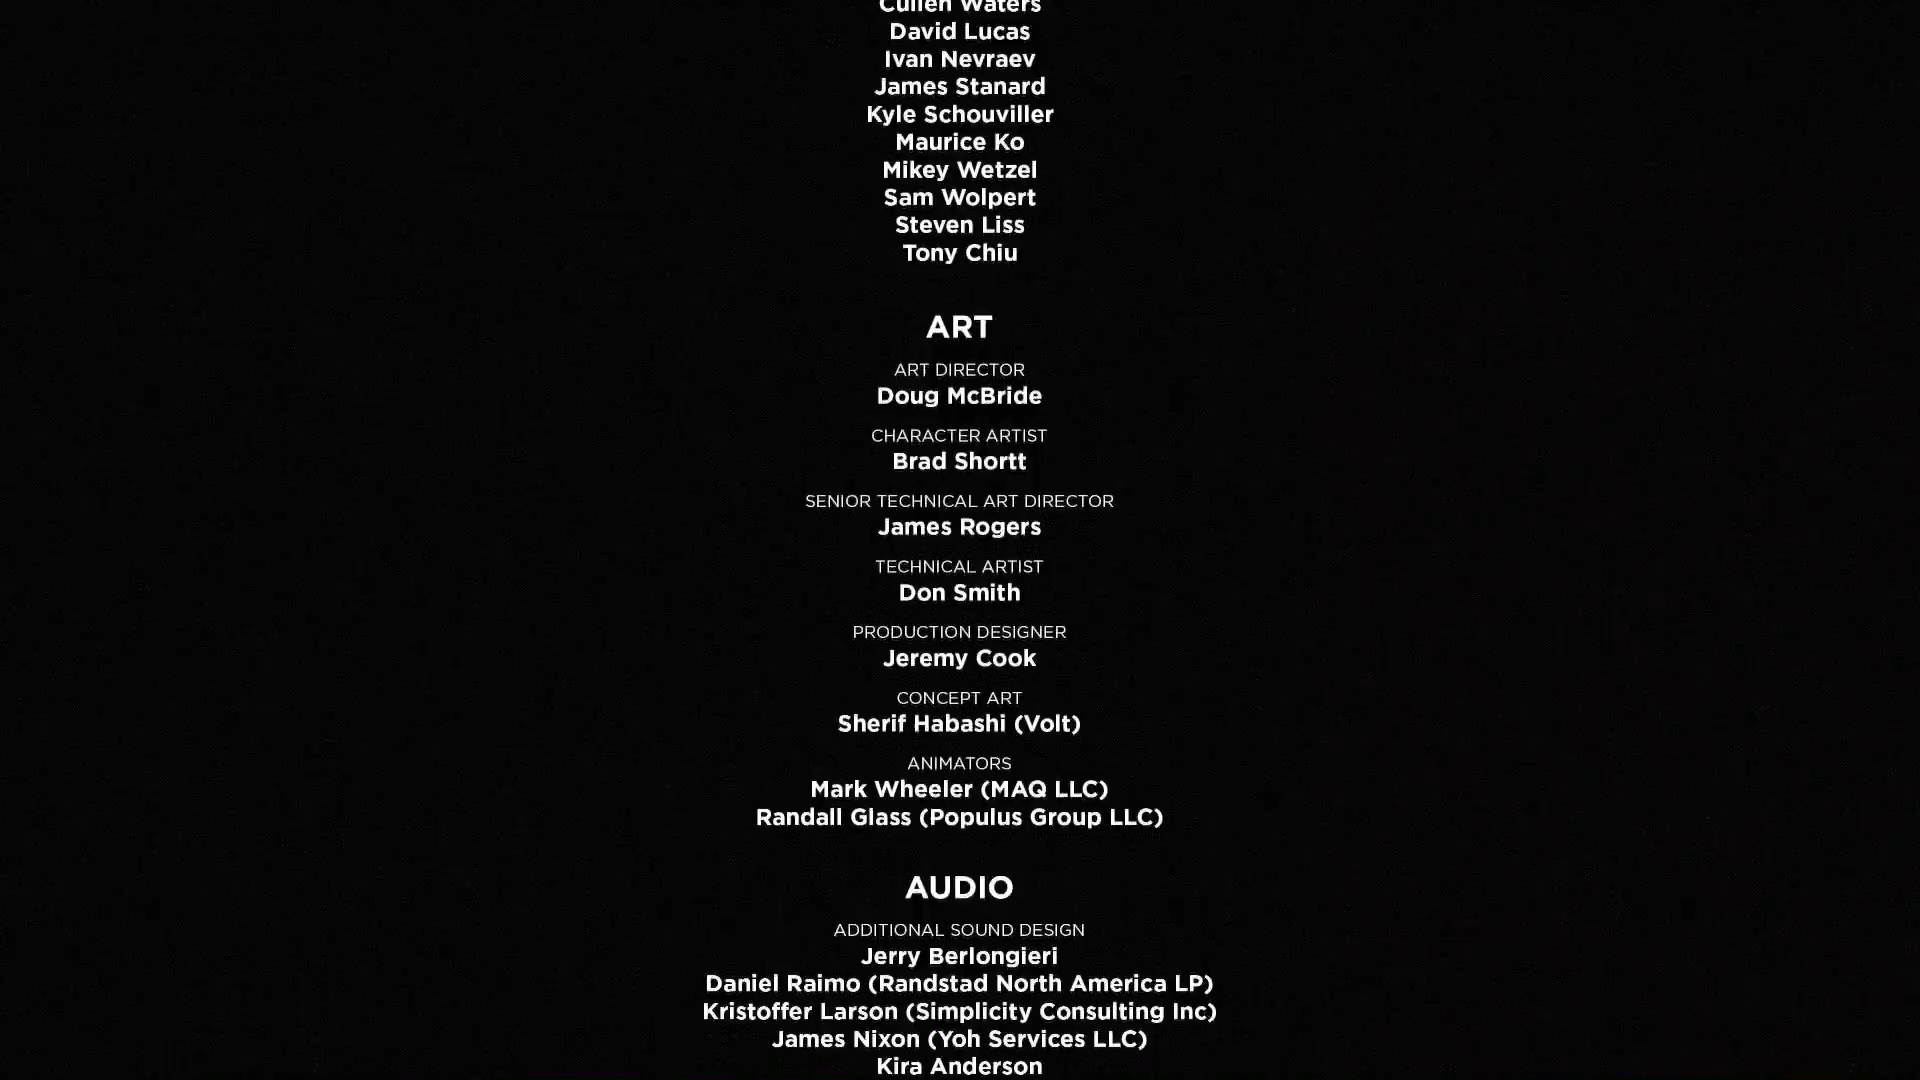 Cullen Waters
David Lucas
Ivan Nevraev
James Stanard
Kyle Schouviller
Maurice Ko
Mikey Wetzel
Sam Wolpert
Steven Liss
Tony Chiu
ART
ART DIRECTOR
Doug McBride
CHARACTER ARTIST
Brad Shortt
SENIOR TECHNICAL ART DIRECTOR
James Rogers
TECHNICAL ARTIST
Don Smith
PRODUCTION DESIGNER
Jeremy Cook
CONCEPT ART
Sherif Habashi (Volt)
ANIMATORS
Mark Wheeler (MAQ LLC)
Randall Glass (Populus Group LLC)
AUDIO
ADDITIONAL SOUND DESIGN
Jerry Berlongieri
Daniel Raimo (Randstad North America LP)
Kristoffer Larson (Simplicity Consulting Inc)
James Nixon (Yoh Services LLC)
Kira Anderson